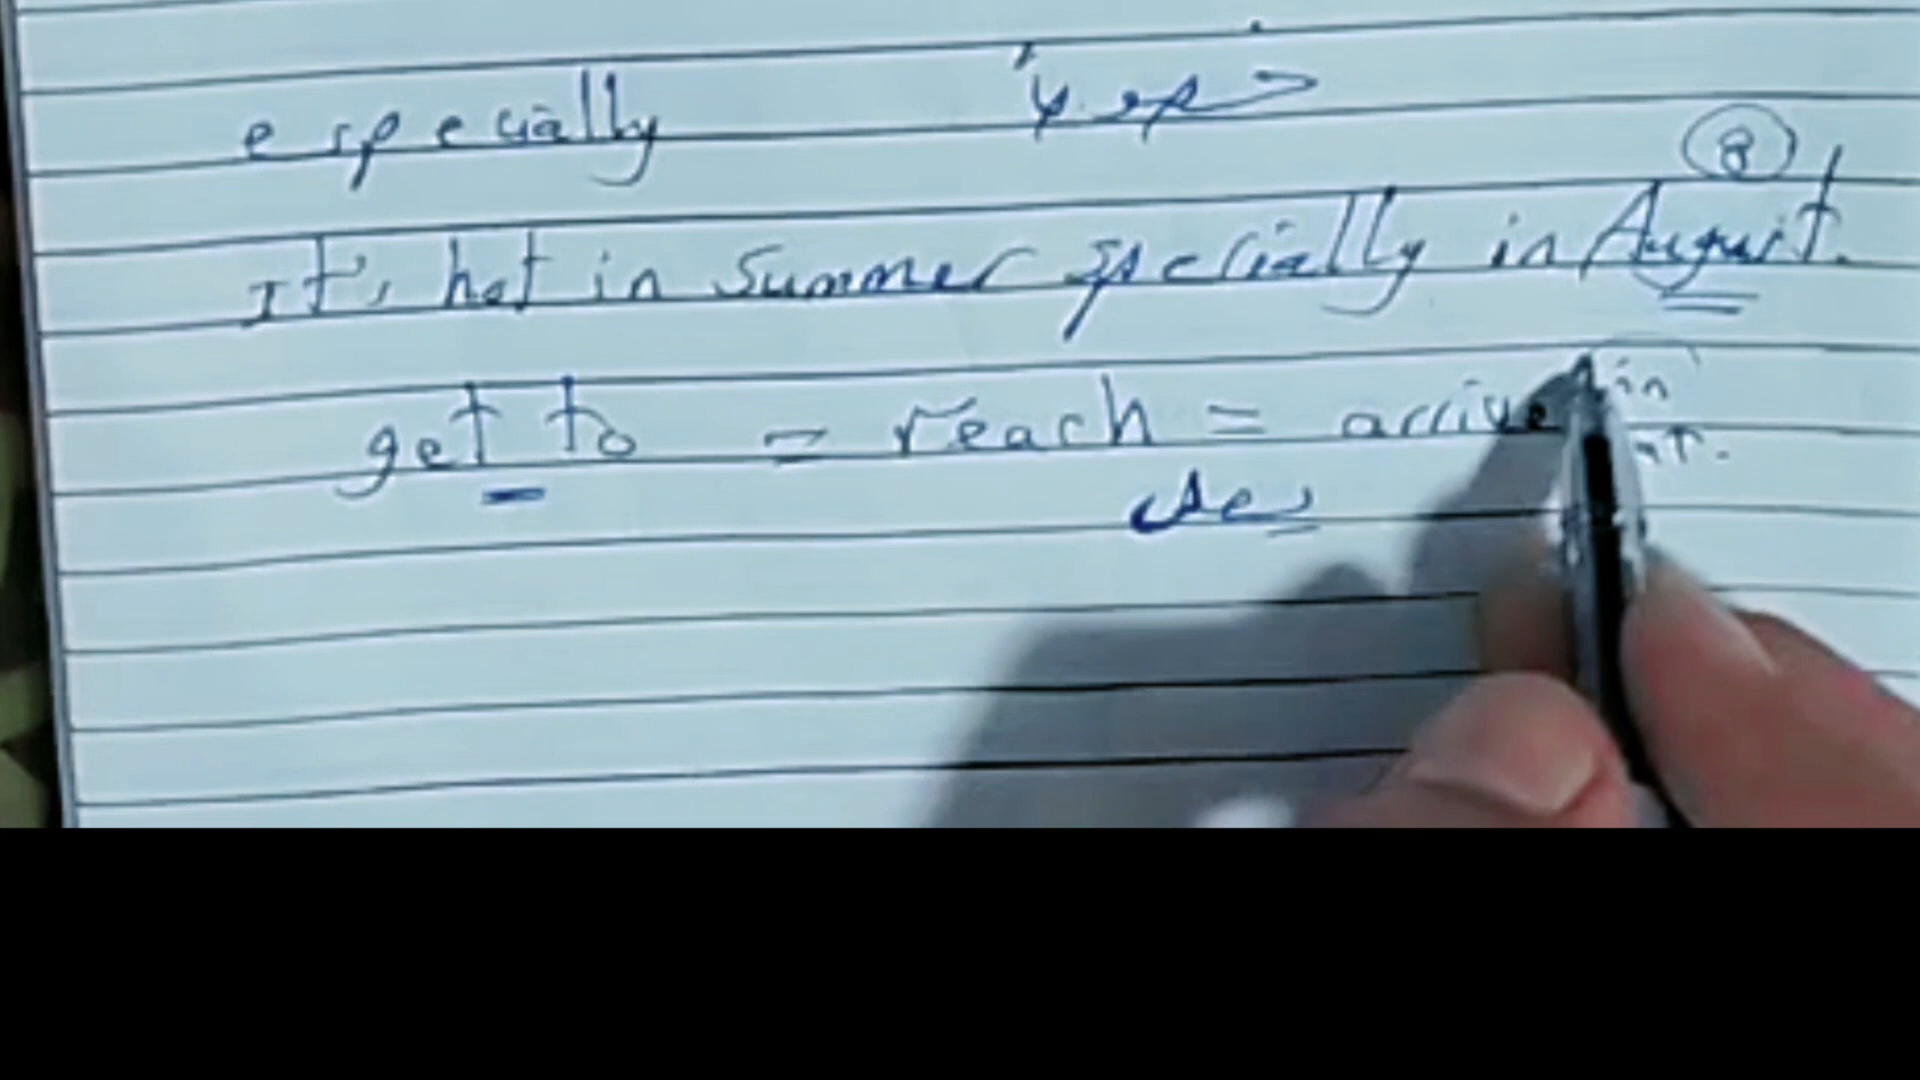 especially خصوصاً
8
It's hot in Summer specially in August.
get to = reach = arrive in
at.
يصل